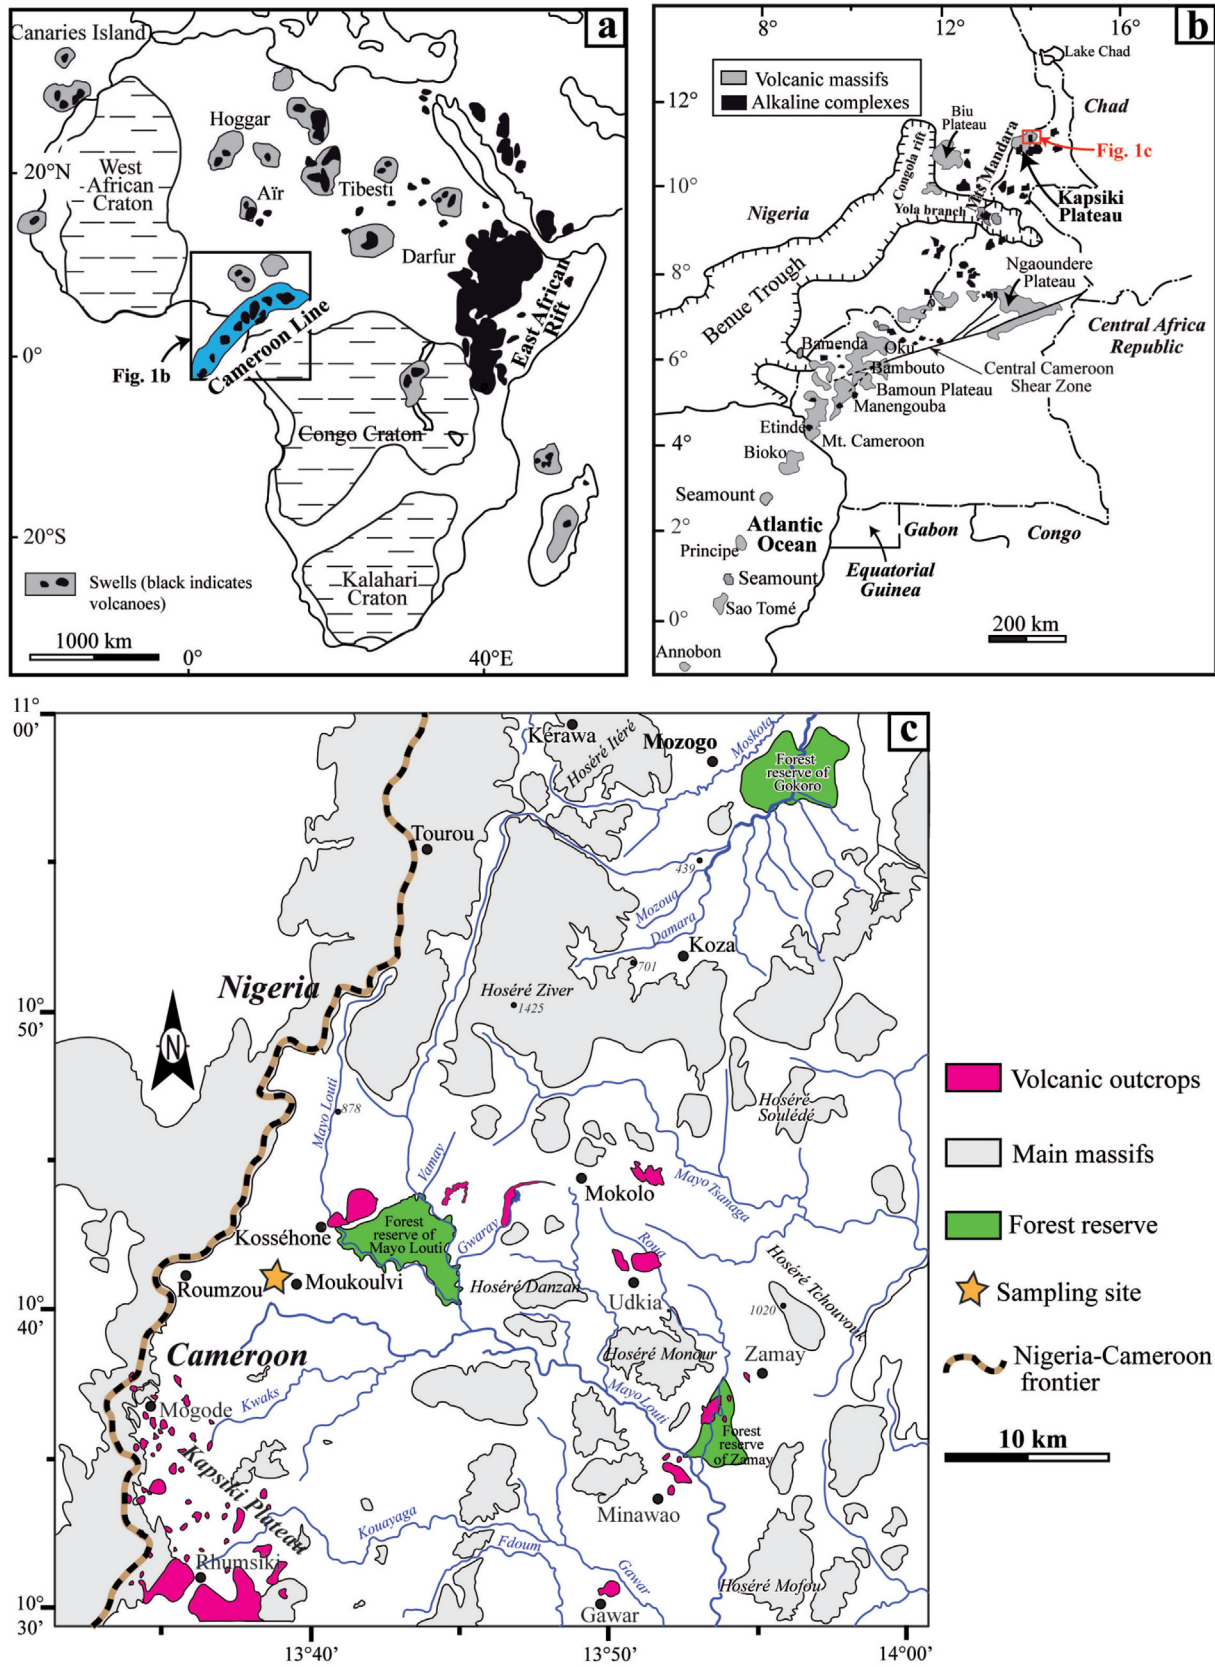 a
Canaries Island
Hoggar
20°N
West
African
Craton
Aïr
Tibesti
Darfur
East African
Rift
Cameroon Line
0°
Fig. 1b
Congo Craton
20°S
Kalahari
Craton
Swells (black indicates
volcanoes)
1000 km
0°
40°E
8°
12°
16°
b
Lake Chad
Volcanic massifs
Alkaline complexes
12°
Chad
Biu
Plateau
Congola rift
Mts Mandara
Fig. 1c
10°
Kapsiki
Plateau
Nigeria
Yola branch
8°
Ngaoundere
Plateau
Benue Trough
Central Africa
Republic
Bamenda
Oku
6°
Bambouto
Central Cameroon
Shear Zone
Bamoun Plateau
Manengouba
Etinde
Mt. Cameroon
4°
Bioko
Seamount
Atlantic
Ocean
2°
Gabon
Congo
Principe
Equatorial
Guinea
Seamount
Sao Tomé
0°
200 km
Annobon
11°
00’
c
Kérawa
Hoséré Itéré
Mozogo
Moskota
Forest
reserve of
Gokoro
Tourou
439
Mozoua
Damara
Koza
701
Nigeria
Hoséré Ziver
1425
10°
50’
N
Mayo Louti
878
Hoséré
Soulédé
Vamay
Mokolo
Mayo Tsanaga
Forest
reserve of
Mayo Louti
Kosséhone
Gwaray
Roua
Roumzou
Moukoulvi
Hoséré Danzan
Udkia
Hoséré Tchouvouk
1020
10°
40’
Cameroon
Hoséré Monour
Zamay
Mogode
Kwaks
Mayo Louti
Forest
reserve
of Zamay
Kapsiki Plateau
Minawao
Kouayaga
Fdoum
Rhumsiki
Gawar
Hoséré Mofou
Gawar
10°
30’
13°40’
13°50’
14°00’
Volcanic outcrops
Main massifs
Forest reserve
Sampling site
Nigeria-Cameroon
frontier
10 km